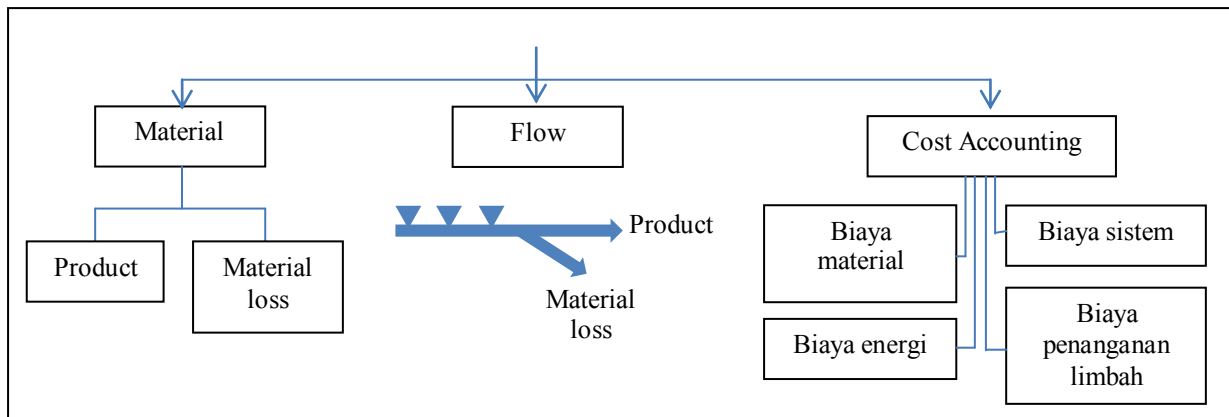 Material
Flow
Cost Accounting
Product
Material
loss
Product
Material
loss
Biaya
material
Biaya sistem
Biaya energi
Biaya
penanganan
limbah